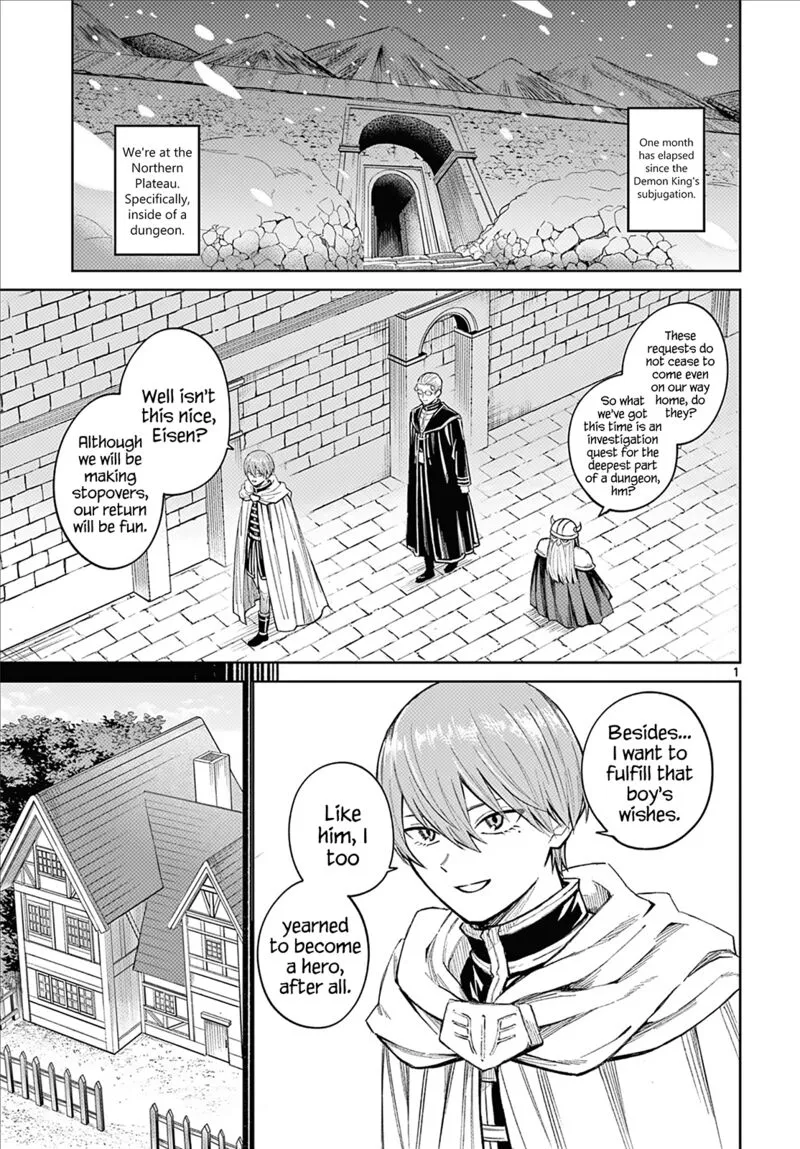 One month
has elapsed
since the
Demon King's
subjugation.
We're at the
Northern
Plateau.
Specifically,
inside of a
dungeon.
These
requests do
not cease to
come even
on our way
home, do
they?
So what
we've got
this time is an
investigation
quest for the
deepest part
of a dungeon,
hm?
Well isn't
this nice,
Eisen?
Although
we will be
making
stopovers,
our return
will be fun.
1
Besides...
I want to
fulfill that
boy's
wishes.
Like
him, I
too
yearned
to become
a hero,
after all.